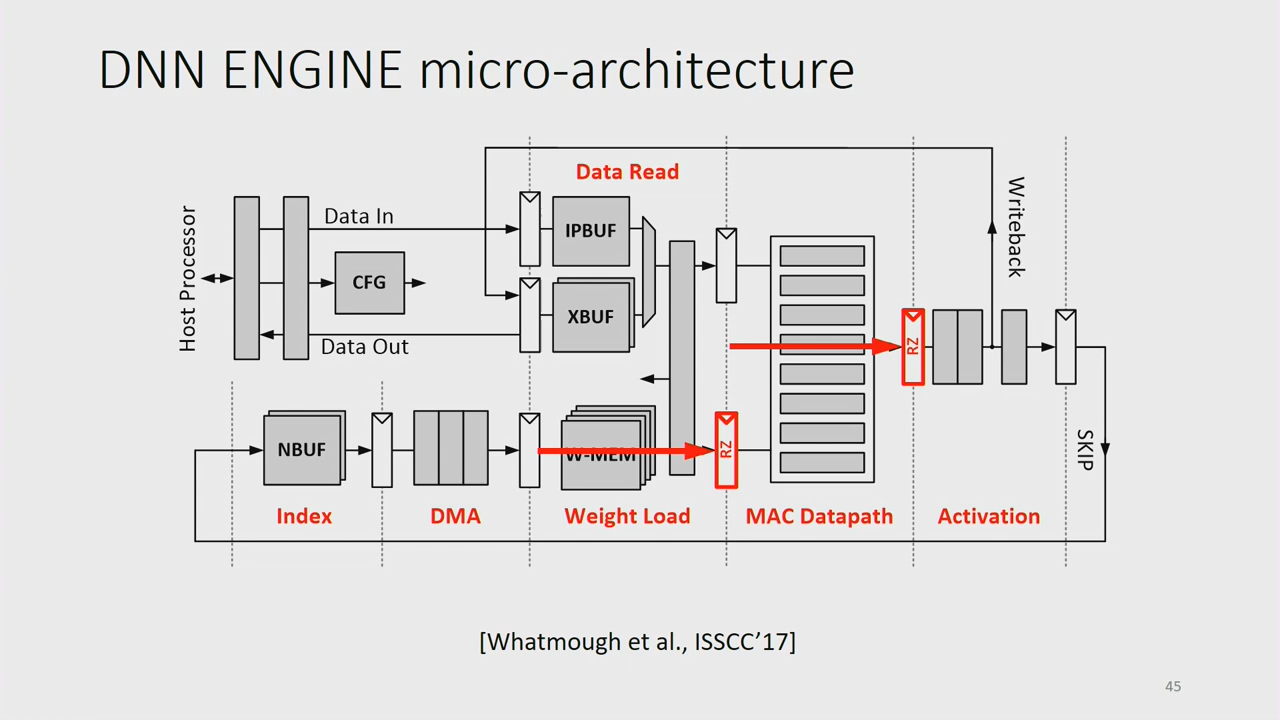 DNN ENGINE micro-architecture
Data Read
Host Processor
Data In
CFG
Data Out
IPBUF
XBUF
Writeback
RZ
NBUF
W-MEM
RZ
SKIP
Index
DMA
Weight Load
MAC Datapath
Activation
[Whatmough et al., ISSCC’17]
45